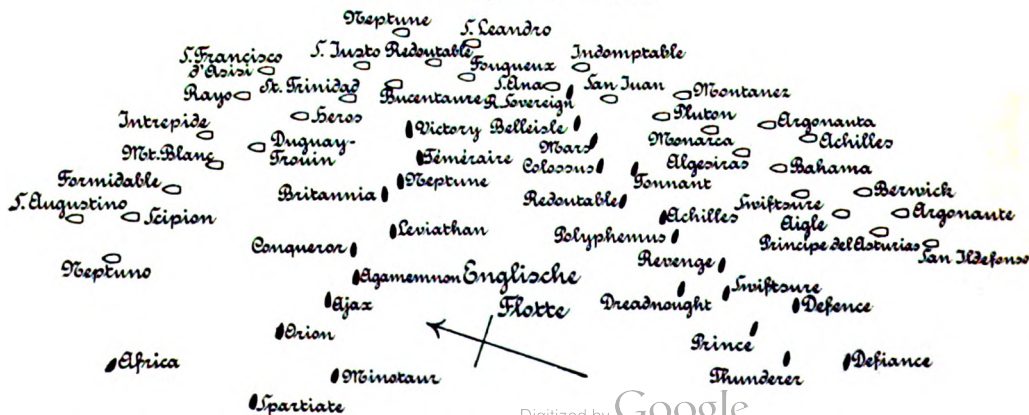 Neptune
S. Leandro
S. Justo Redoutable
Indomptable
S. Francisco
d'Asisi
Fougueux
St. Trinidad
S. Ana
San Juan
Rayo
Bucentaure
R. Sovereign
Montanez
Heros
Pluton
Intrepide
Argonauta
Victory Belleisle
Monarca
Achilles
Duguay-
Trouin
Mars
Mt. Blanc
Téméraire
Colossus
Algesiras
Bahama
Formidable
Neptune
Tonnant
Britannia
Redoutable
Swiftsure
Berwick
S. Augustino
Scipion
Achilles
Aigle
Argonaute
Leviathan
Polyphemus
Principe del Asturias
Conqueror
Revenge
San Ildefonso
Neptuno
Agamemnon Englische
Flotte
Swiftsure
Ajax
Dreadnought
Defence
Orion
Prince
Africa
Defiance
Minotaur
Thunderer
Spartiate
Digitized by Google